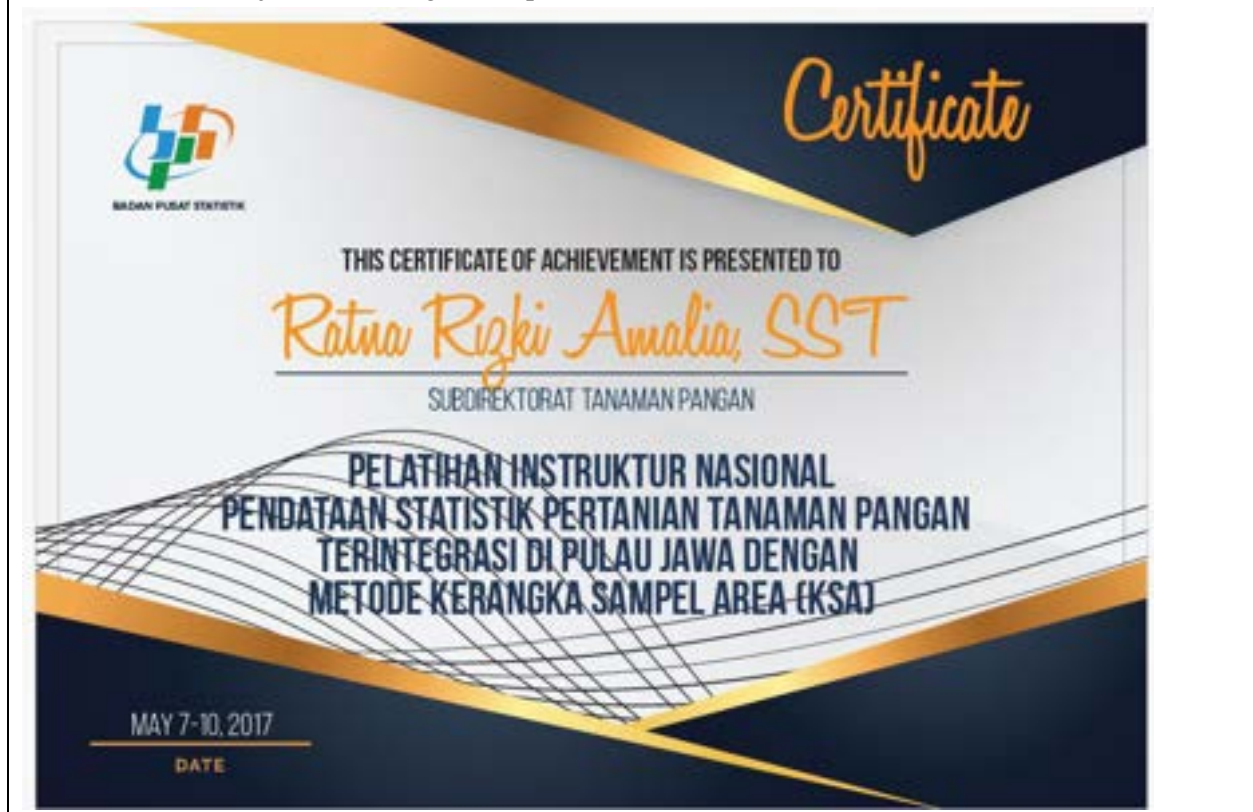 Certificate
BADAN PUSAT STATISTIK
THIS CERTIFICATE OF ACHIEVEMENT IS PRESENTED TO
Ratna Rizki Amalia, SST
SUBDIREKTORAT TANAMAN PANGAN
PELATIHAN INSTRUKTUR NASIONAL
PENDATAAN STATISTIK PERTANIAN TANAMAN PANGAN
TERINTEGRASI DI PULAU JAWA DENGAN
METODE KERANGKA SAMPEL AREA (KSA)
MAY 7-10, 2017
DATE